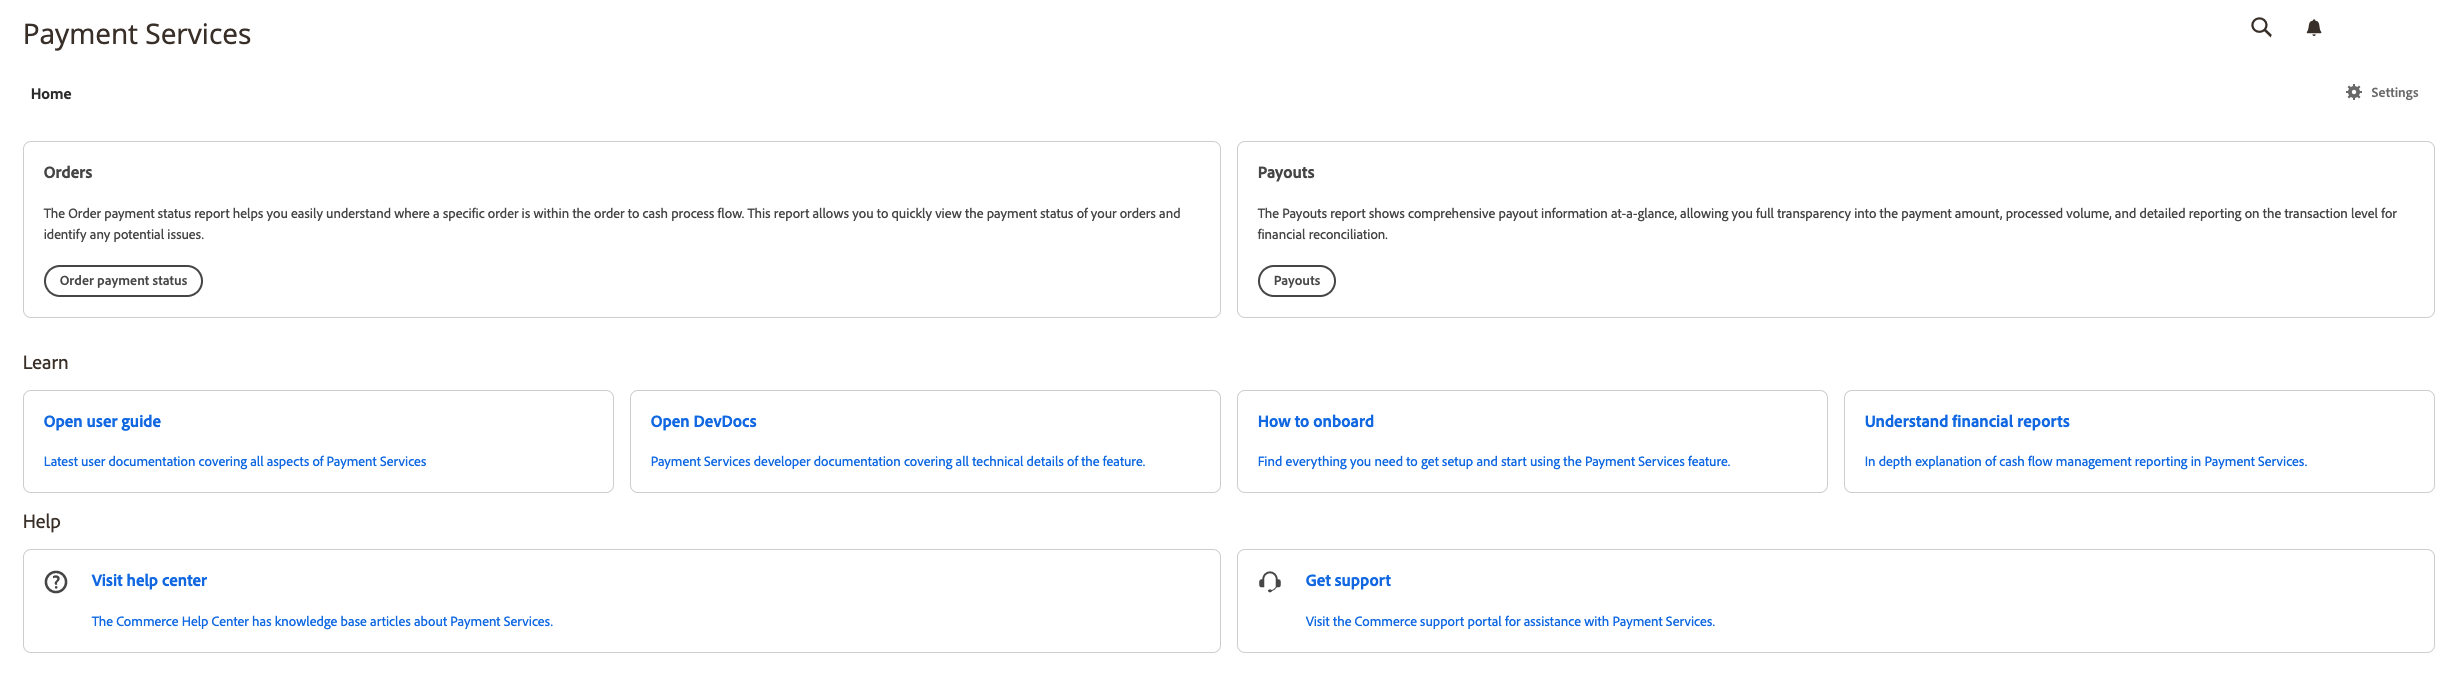 Payment Services
Home
Settings
Orders
The Order payment status report helps you easily understand where a specific order is within the order to cash process flow. This report allows you to quickly view the payment status of your orders and
identify any potential issues.
Order payment status
Payouts
The Payouts report shows comprehensive payout information at-a-glance, allowing you full transparency into the payment amount, processed volume, and detailed reporting on the transaction level for
financial reconciliation.
Payouts
Learn
Open user guide
Latest user documentation covering all aspects of Payment Services
Open DevDocs
Payment Services developer documentation covering all technical details of the feature.
How to onboard
Find everything you need to get setup and start using the Payment Services feature.
Understand financial reports
In depth explanation of cash flow management reporting in Payment Services.
Help
Visit help center
The Commerce Help Center has knowledge base articles about Payment Services.
Get support
Visit the Commerce support portal for assistance with Payment Services.